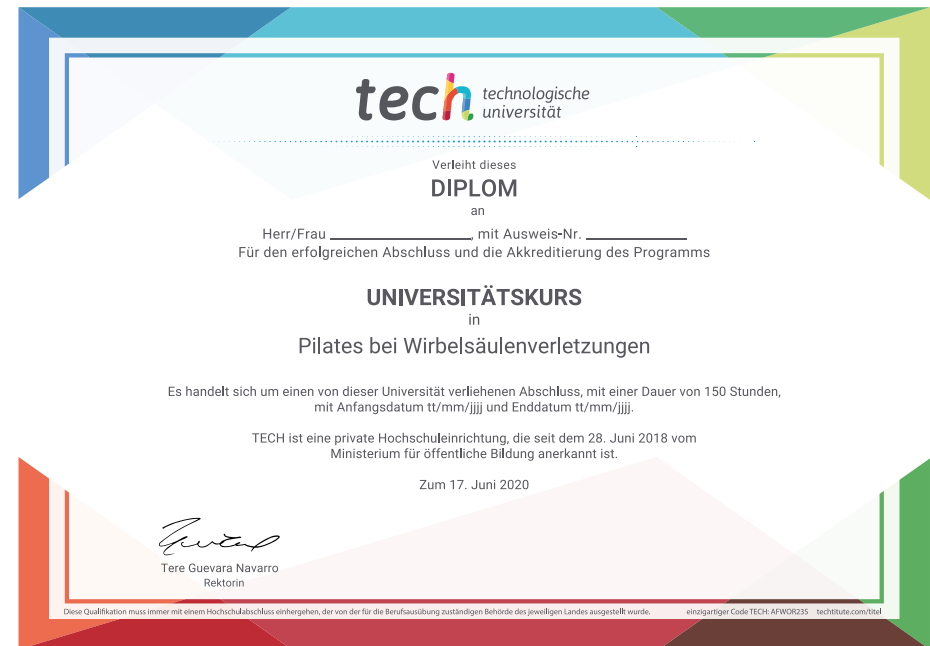 tech technologische
universität
Verleiht dieses
DIPLOM
an
Herr/Frau ____________, mit Ausweis-Nr. ____________
Für den erfolgreichen Abschluss und die Akkreditierung des Programms
UNIVERSITÄTSKURS
in
Pilates bei Wirbelsäulenverletzungen
Es handelt sich um einen von dieser Universität verliehenen Abschluss, mit einer Dauer von 150 Stunden,
mit Anfangsdatum tt/mm/jjjj und Enddatum tt/mm/jjjj.
TECH ist eine private Hochschuleinrichtung, die seit dem 28. Juni 2018 vom
Ministerium für öffentliche Bildung anerkannt ist.
Zum 17. Juni 2020
Tere Guevara Navarro
Rektorin
Diese Qualifikation muss immer mit einem Hochschulabschluss einhergehen, der von der für die Berufsausübung zuständigen Behörde des jeweiligen Landes ausgestellt wurde. einzigartiger Code TECH: AFWOR23S techtitute.com/titel